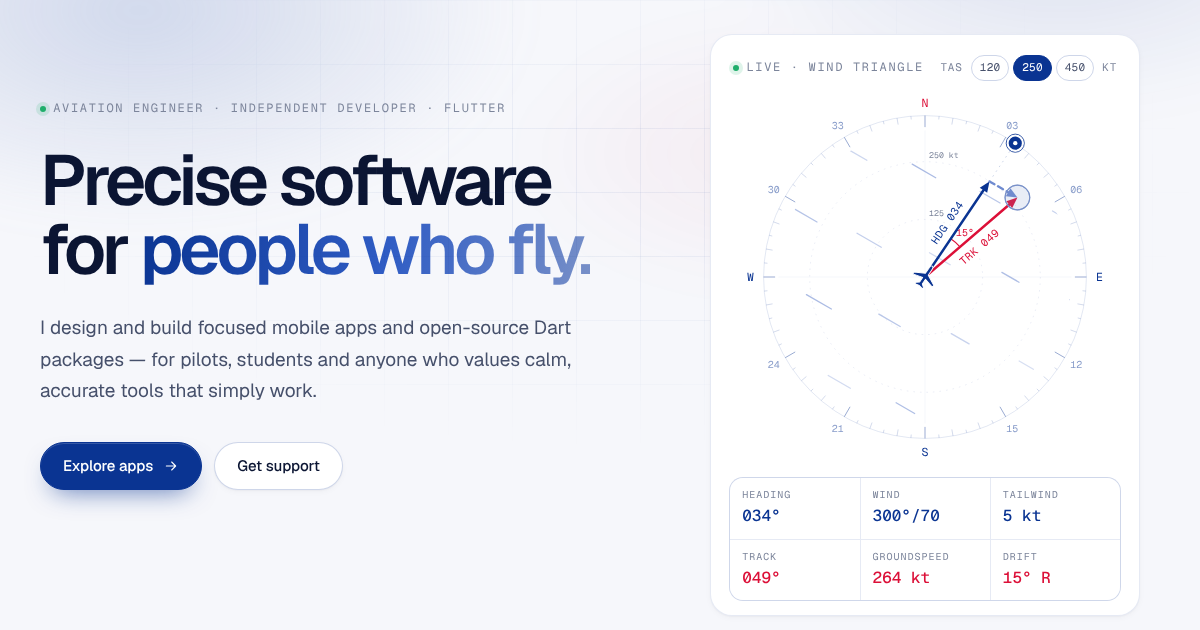 AVIATION ENGINEER · INDEPENDENT DEVELOPER · FLUTTER
Precise software
for people who fly.
I design and build focused mobile apps and open-source Dart
packages — for pilots, students and anyone who values calm,
accurate tools that simply work.
Explore apps →
Get support
LIVE · WIND TRIANGLE
TAS 120 250 450 KT
N
33
03
250 kt
30
06
125
HDG 034
15°
TRK 049
W
E
24
12
21
15
S
HEADING
034°
WIND
300°/70
TAILWIND
5 kt
TRACK
049°
GROUNDSPEED
264 kt
DRIFT
15° R